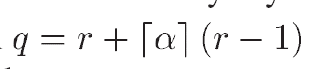 q = r + ⌈α⌉ (r − 1)